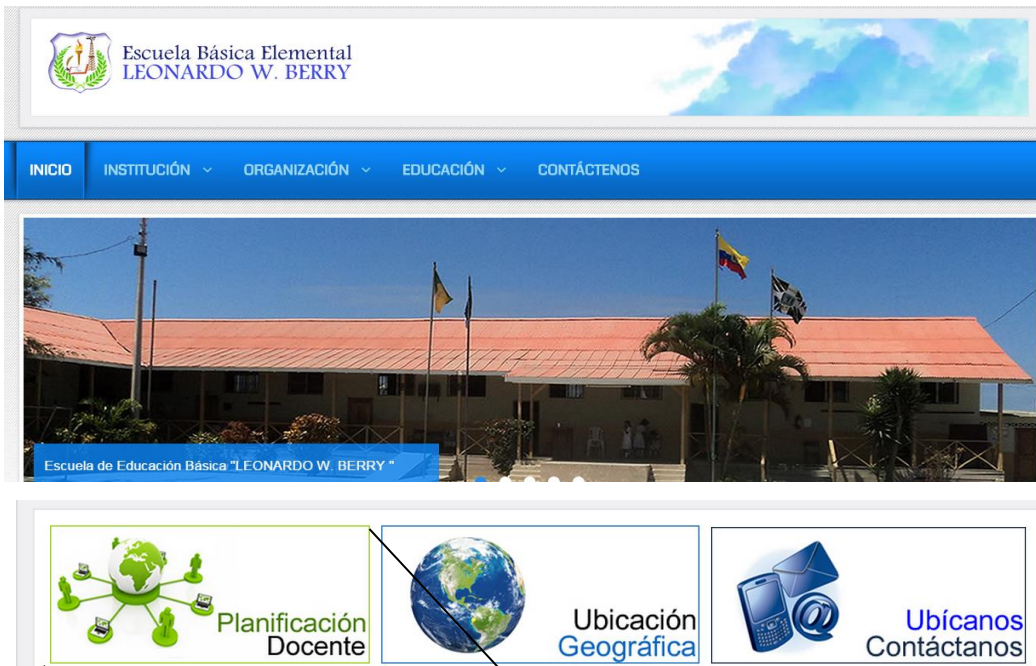 Escuela Básica Elemental
LEONARDO W. BERRY
INICIO INSTITUCIÓN ORGANIZACIÓN EDUCACIÓN CONTÁCTENOS
Escuela de Educación Básica "LEONARDO W. BERRY "
Planificación
Docente
Ubicación
Geográfica
Ubícanos
Contáctanos